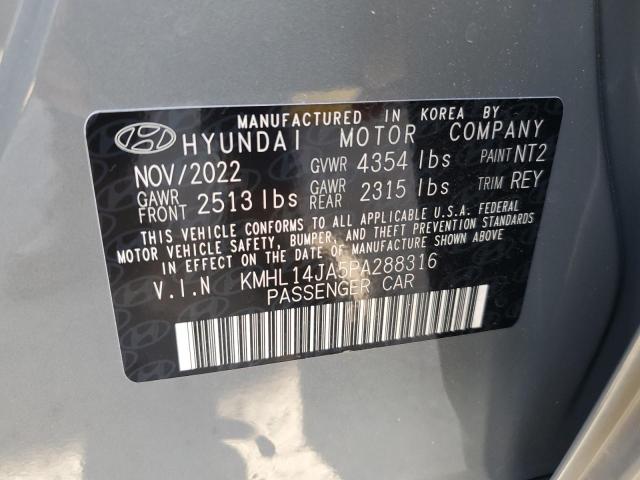 MANUFACTURED IN KOREA BY
HYUNDAI MOTOR COMPANY
NOV/2022 GVWR 4354 lbs PAINT NT2
GAWR FRONT 2513 lbs GAWR REAR 2315 lbs TRIM REY
THIS VEHICLE CONFORMS TO ALL APPLICABLE U.S.A. FEDERAL
MOTOR VEHICLE SAFETY, BUMPER, AND THEFT PREVENTION STANDARDS
IN EFFECT ON THE DATE OF MANUFACTURE SHOWN ABOVE.
V.I.N KMHL14JA5PA288316
PASSENGER CAR